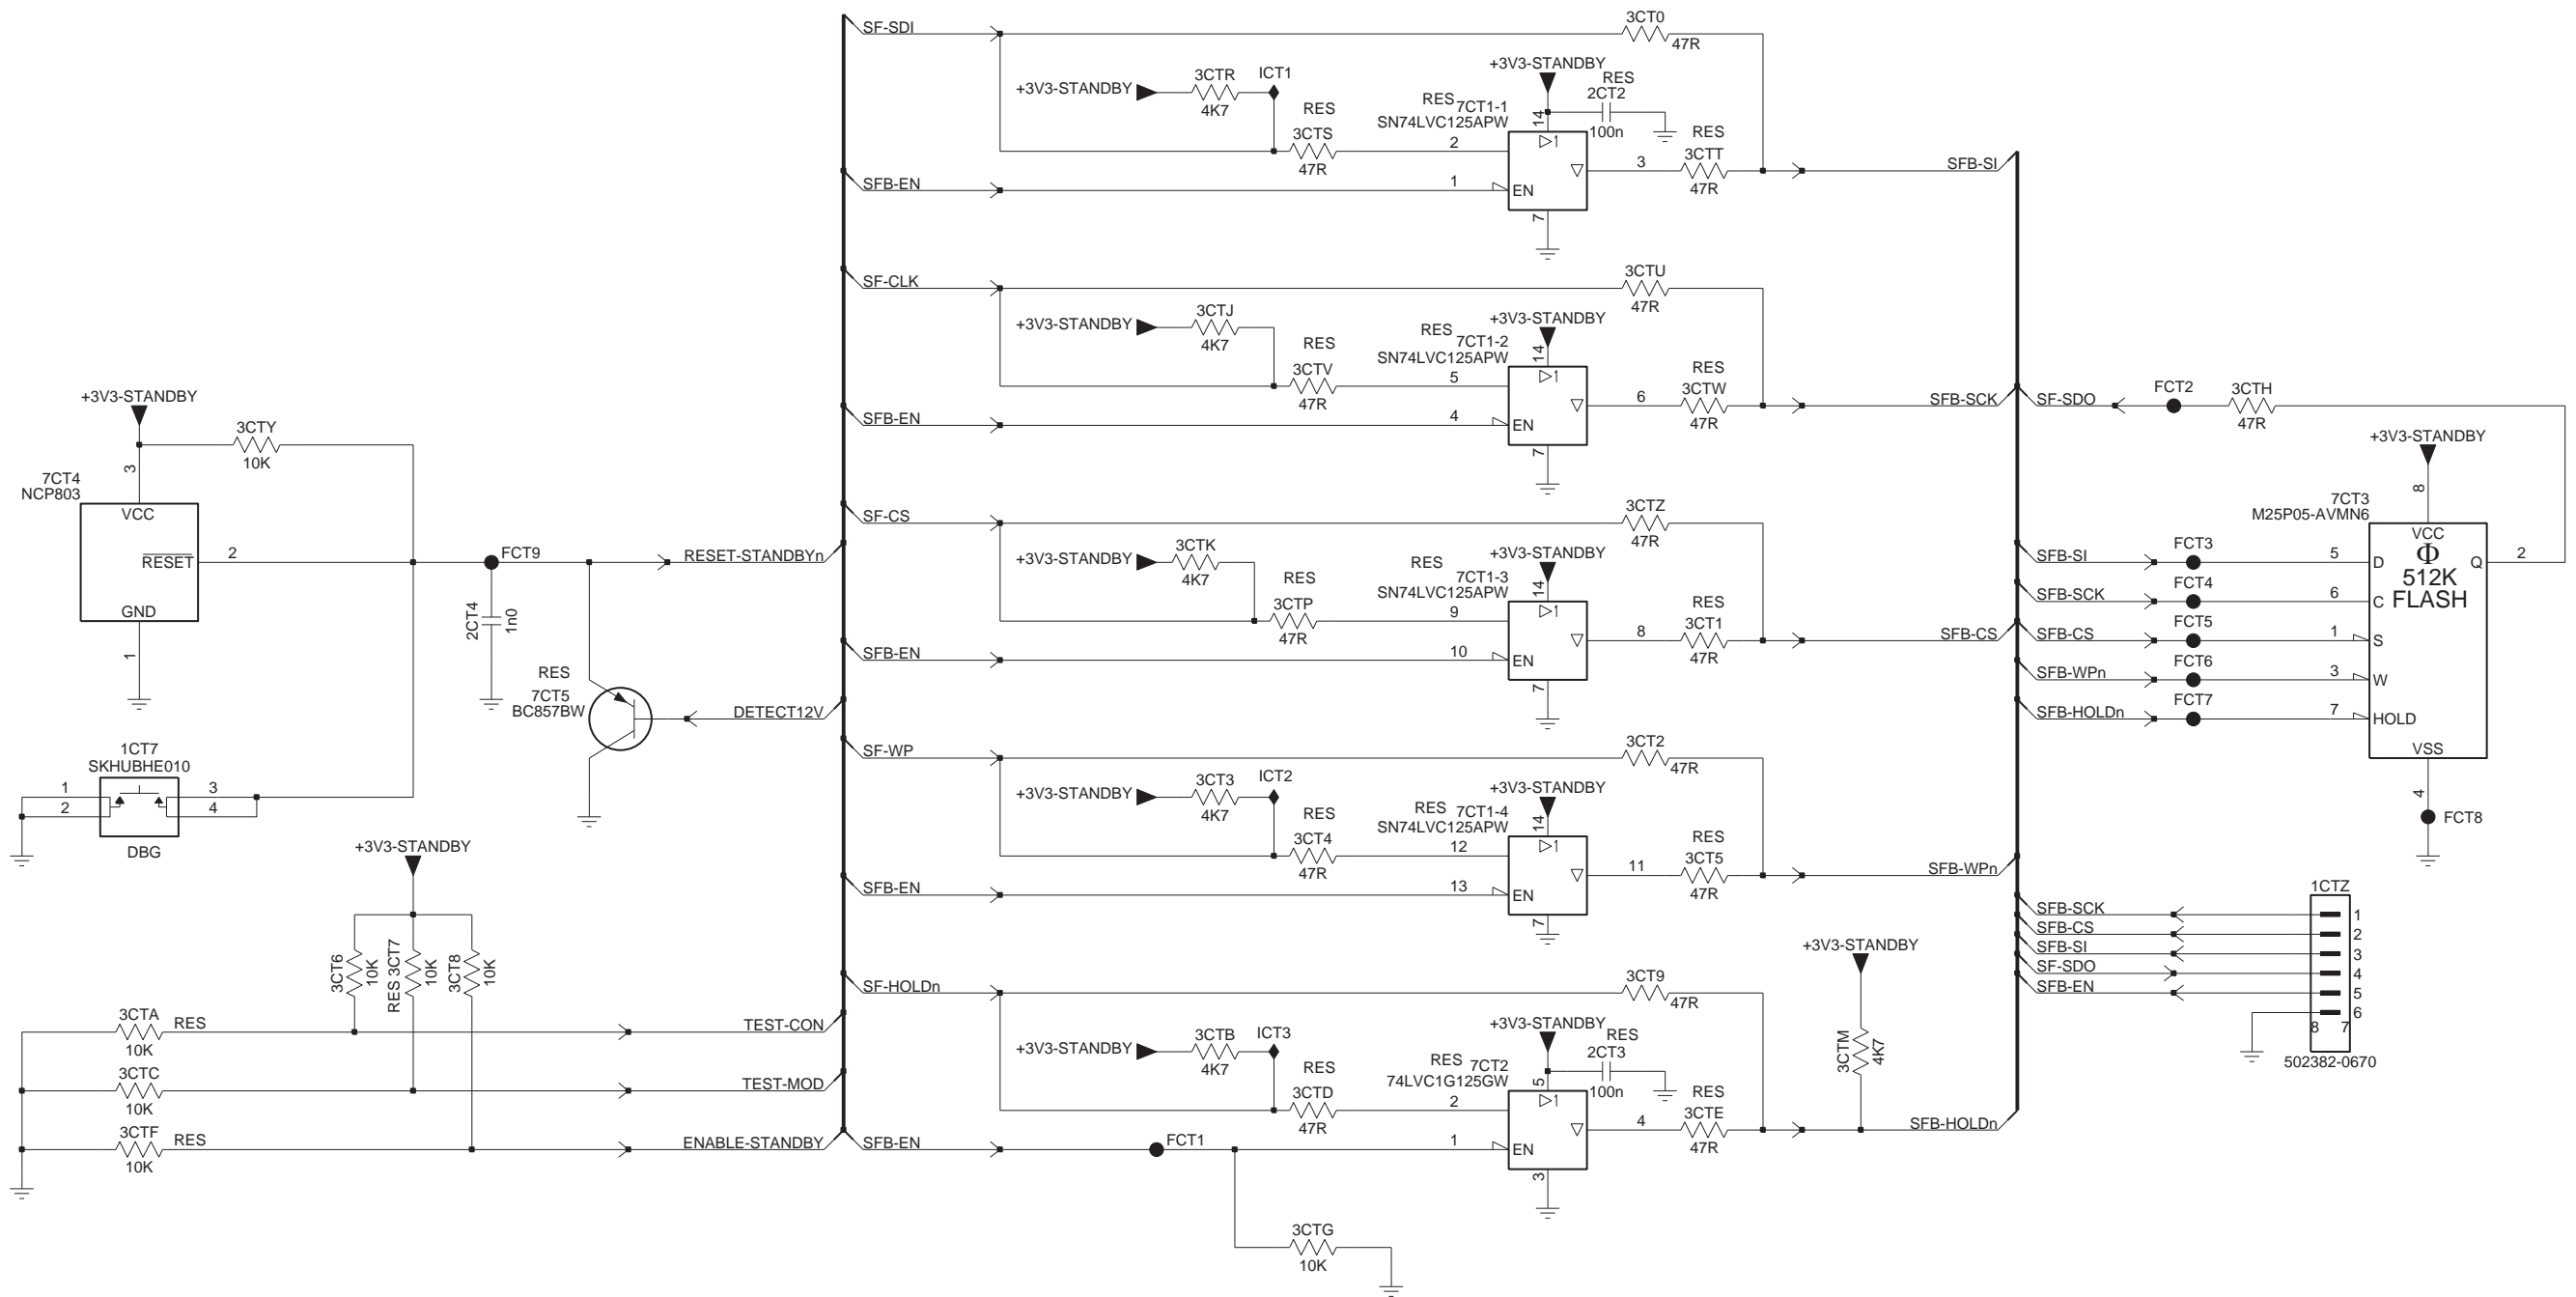 SF-SDI
3CT0
47R
+3V3-STANDBY
3CTR
4K7
ICT1
RES
3CTS
47R
RES
7CT1-1
SN74LVC125APW
+3V3-STANDBY
RES
2CT2
100n
14
1
2
EN
3
7
RES
3CTT
47R
SFB-EN
1
SFB-SI
SF-CLK
3CTU
47R
+3V3-STANDBY
3CTJ
4K7
RES
3CTV
47R
RES
7CT1-2
SN74LVC125APW
+3V3-STANDBY
14
1
5
EN
6
7
RES
3CTW
47R
SFB-EN
4
SFB-SCK
SF-CS
3CTZ
47R
+3V3-STANDBY
3CTK
4K7
RES
3CTP
47R
RES
7CT1-3
SN74LVC125APW
+3V3-STANDBY
14
1
9
EN
8
7
RES
3CT1
47R
SFB-EN
10
SFB-CS
SF-WP
3CT2
47R
+3V3-STANDBY
3CT3
4K7
ICT2
RES
3CT4
47R
RES
7CT1-4
SN74LVC125APW
+3V3-STANDBY
14
1
12
EN
11
7
RES
3CT5
47R
SFB-EN
13
SFB-WPn
SF-HOLDn
3CT9
47R
+3V3-STANDBY
3CTB
4K7
ICT3
RES
3CTD
47R
RES
7CT2
74LVC1G125GW
+3V3-STANDBY
RES
2CT3
100n
5
1
2
EN
4
3
RES
3CTE
47R
SFB-EN
FCT1
1
3CTG
10K
+3V3-STANDBY
3CTM
4K7
SFB-HOLDn
+3V3-STANDBY
3CTY
10K
7CT4
NCP803
3
VCC
RESET
2
GND
1
FCT9
2CT4
1n0
RESET-STANDBYn
RES
7CT5
BC857BW
DETECT12V
1CT7
SKHUBHE010
1
2
3
4
DBG
+3V3-STANDBY
3CT6
10K
RES 3CT7
10K
3CT8
10K
3CTA
RES
10K
TEST-CON
3CTC
10K
TEST-MOD
3CTF
RES
10K
ENABLE-STANDBY
SF-SDO
FCT2
3CTH
47R
+3V3-STANDBY
8
7CT3
M25P05-AVMN6
VCC
Φ
512K
FLASH
Q
2
SFB-SI
FCT3
5
D
SFB-SCK
FCT4
6
C
SFB-CS
FCT5
1
S
SFB-WPn
FCT6
3
W
SFB-HOLDn
FCT7
7
HOLD
VSS
4
FCT8
1CTZ
SFB-SCK
1
SFB-CS
2
SFB-SI
3
SF-SDO
4
SFB-EN
5
6
8
7
502382-0670